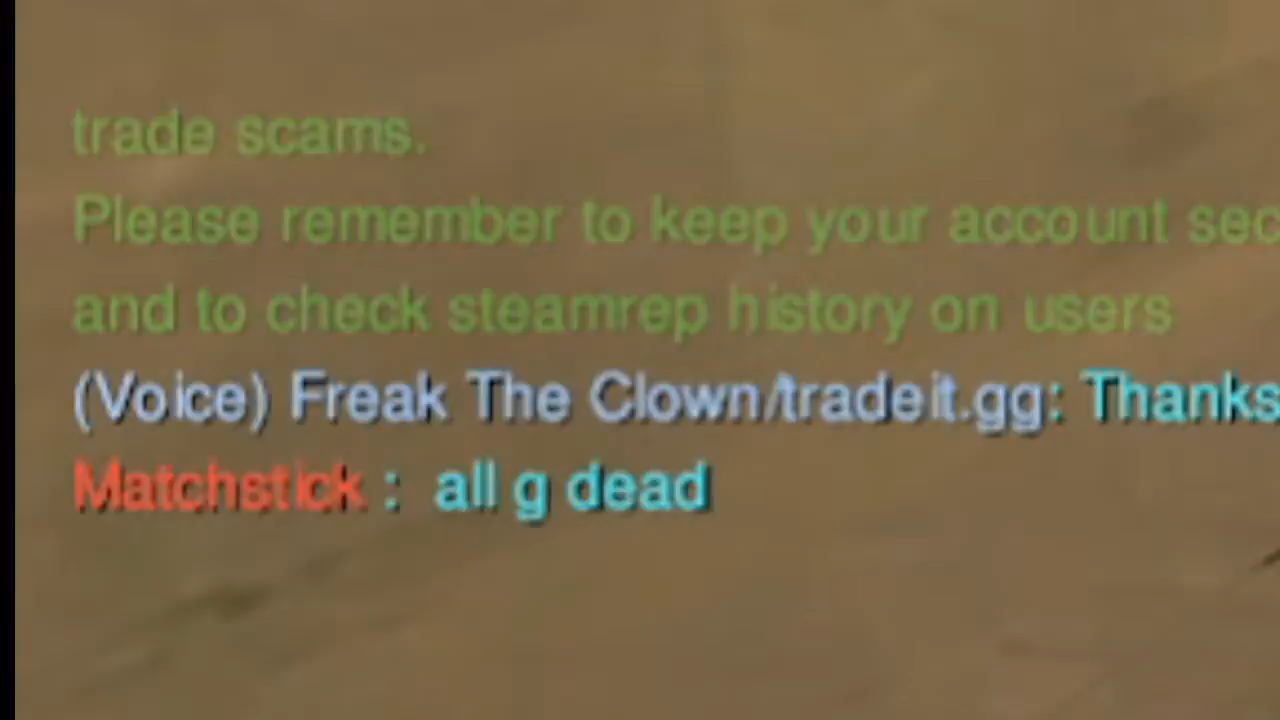 trade scams.
Please remember to keep your account sec
and to check steamrep history on users
(Voice) Freak The Clown/tradeit.gg: Thanks
Matchstick :  all g dead